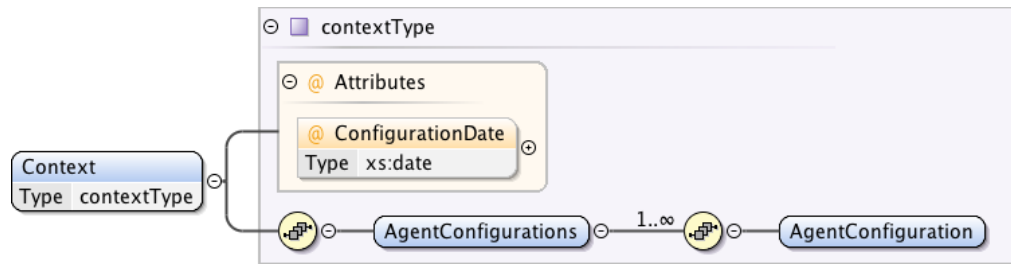 contextType
@ Attributes
@ ConfigurationDate
Type xs:date
Context
Type contextType
AgentConfigurations
1..∞
AgentConfiguration